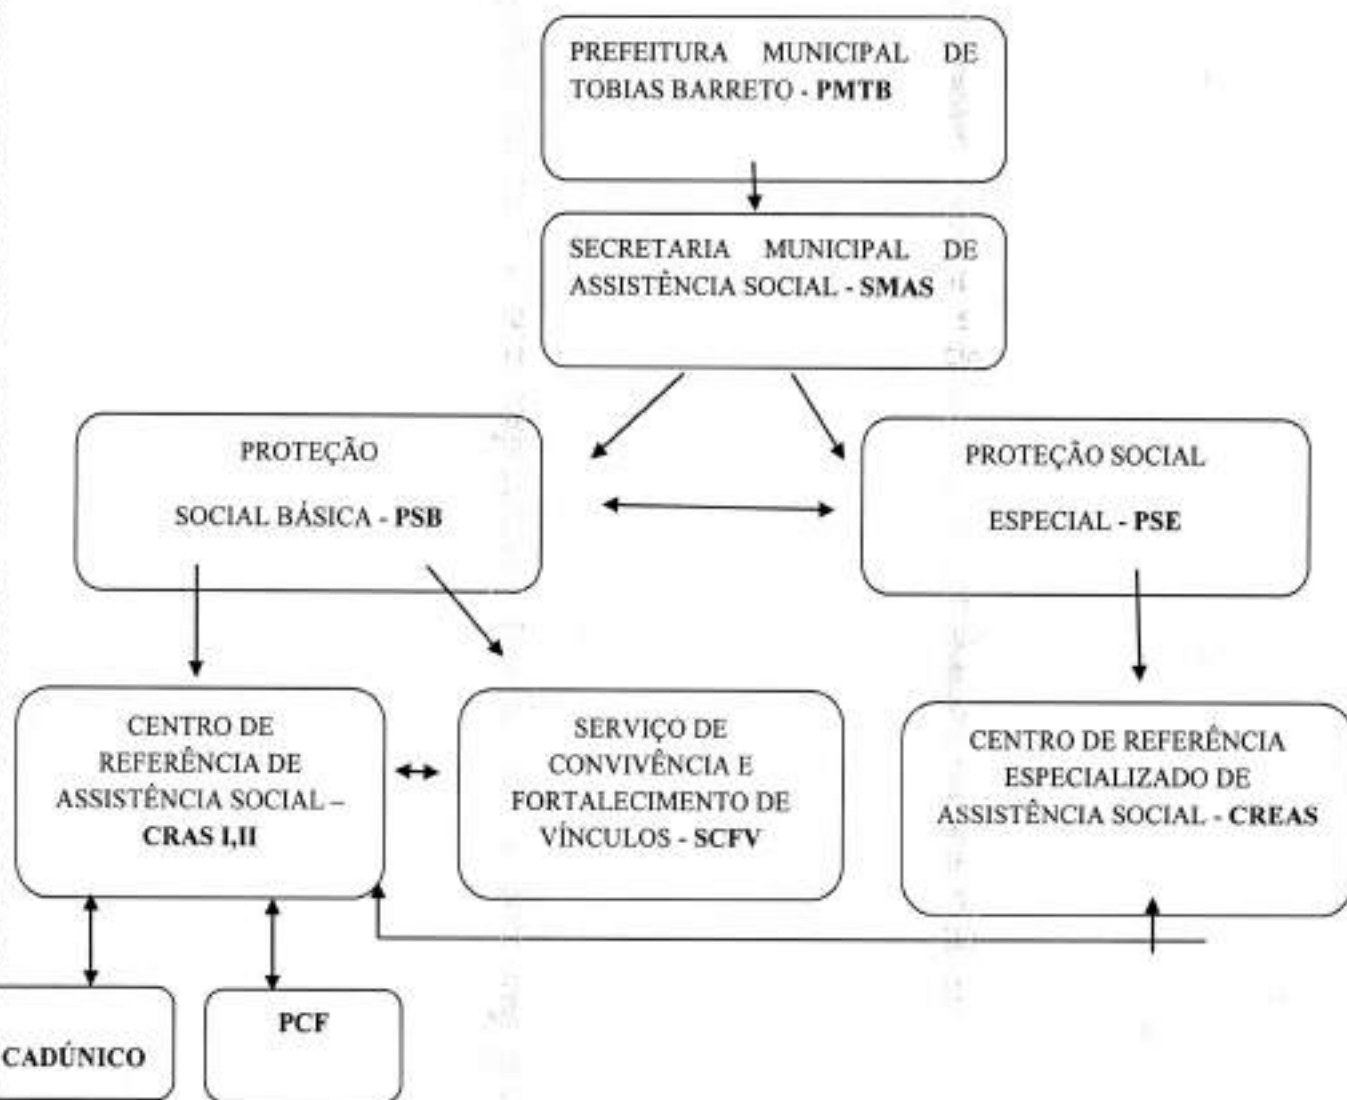 PREFEITURA MUNICIPAL DE
TOBIAS BARRETO - PMTB
SECRETARIA MUNICIPAL DE
ASSISTÊNCIA SOCIAL - SMAS
PROTEÇÃO
SOCIAL BÁSICA - PSB
PROTEÇÃO SOCIAL
ESPECIAL - PSE
CENTRO DE
REFERÊNCIA DE
ASSISTÊNCIA SOCIAL –
CRAS I,II
SERVIÇO DE
CONVIVÊNCIA E
FORTALECIMENTO DE
VÍNCULOS - SCFV
CENTRO DE REFERÊNCIA
ESPECIALIZADO DE
ASSISTÊNCIA SOCIAL - CREAS
CADÚNICO
PCF